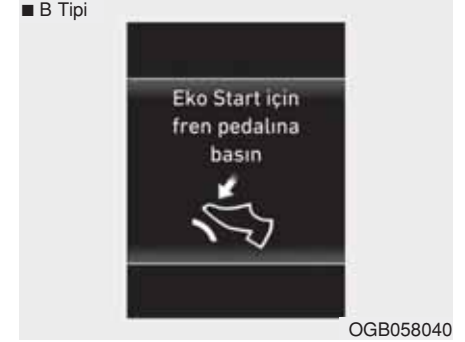 ■ B Tipi
Eko Start için
fren pedalına
basın
OGB058040